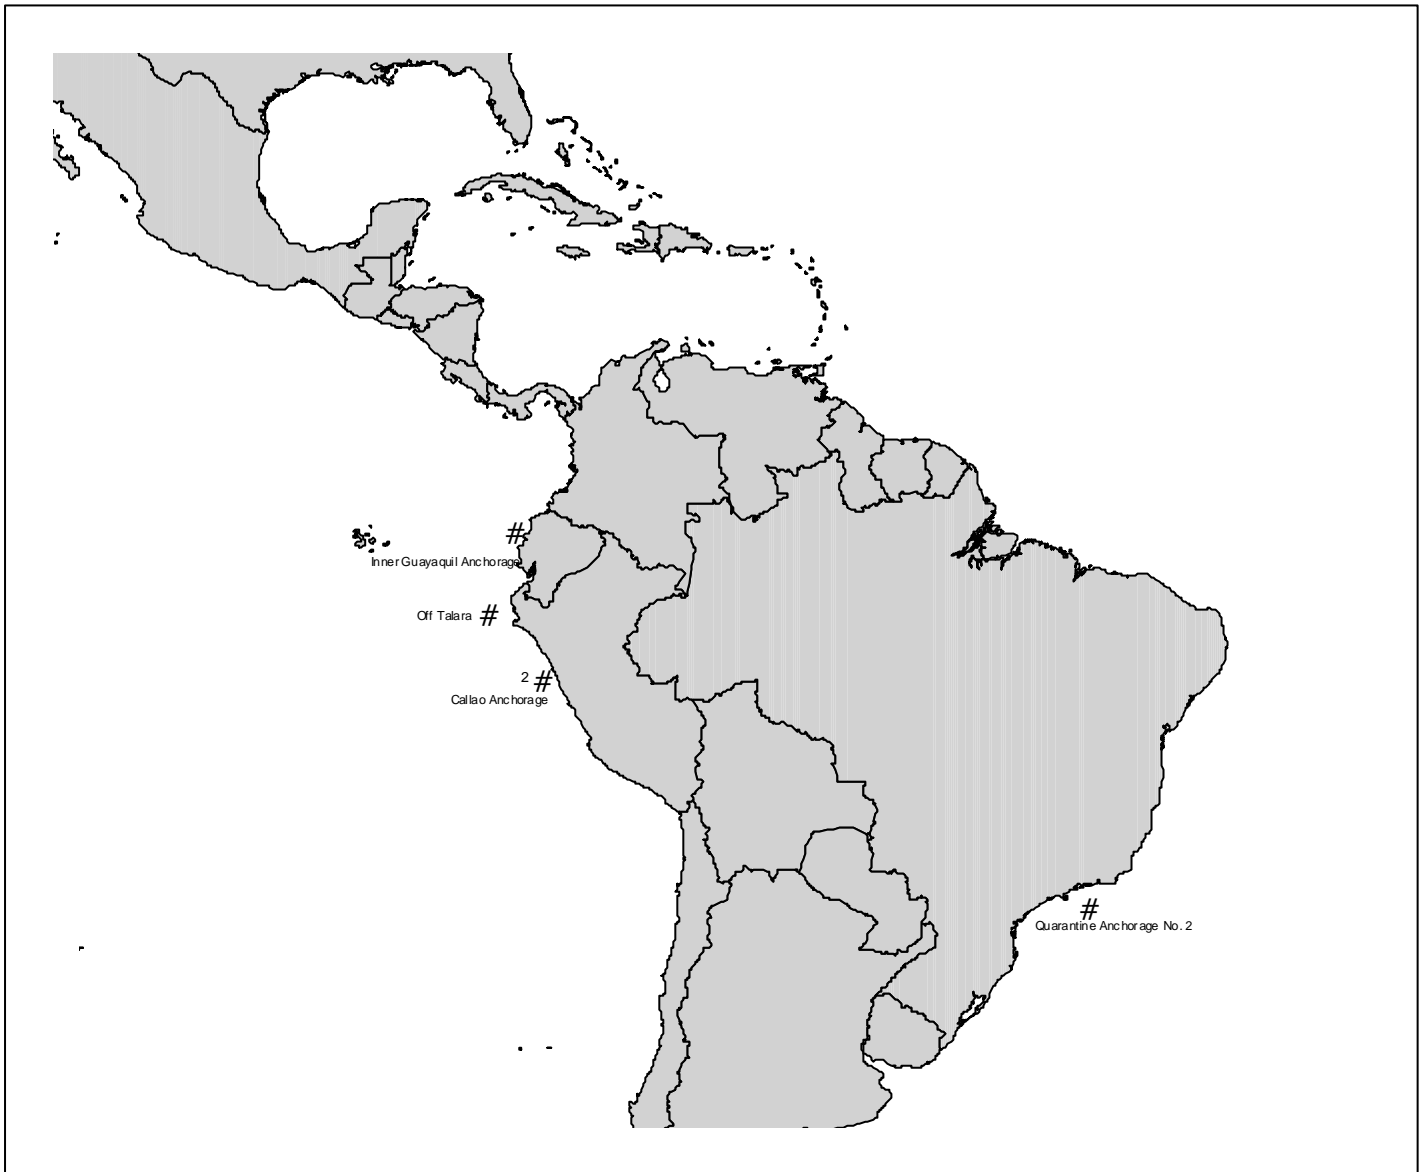 #
Inner Guayaquil Anchorage
Off Talara #
2 #
Callao Anchorage
#
Quarantine Anchorage No. 2